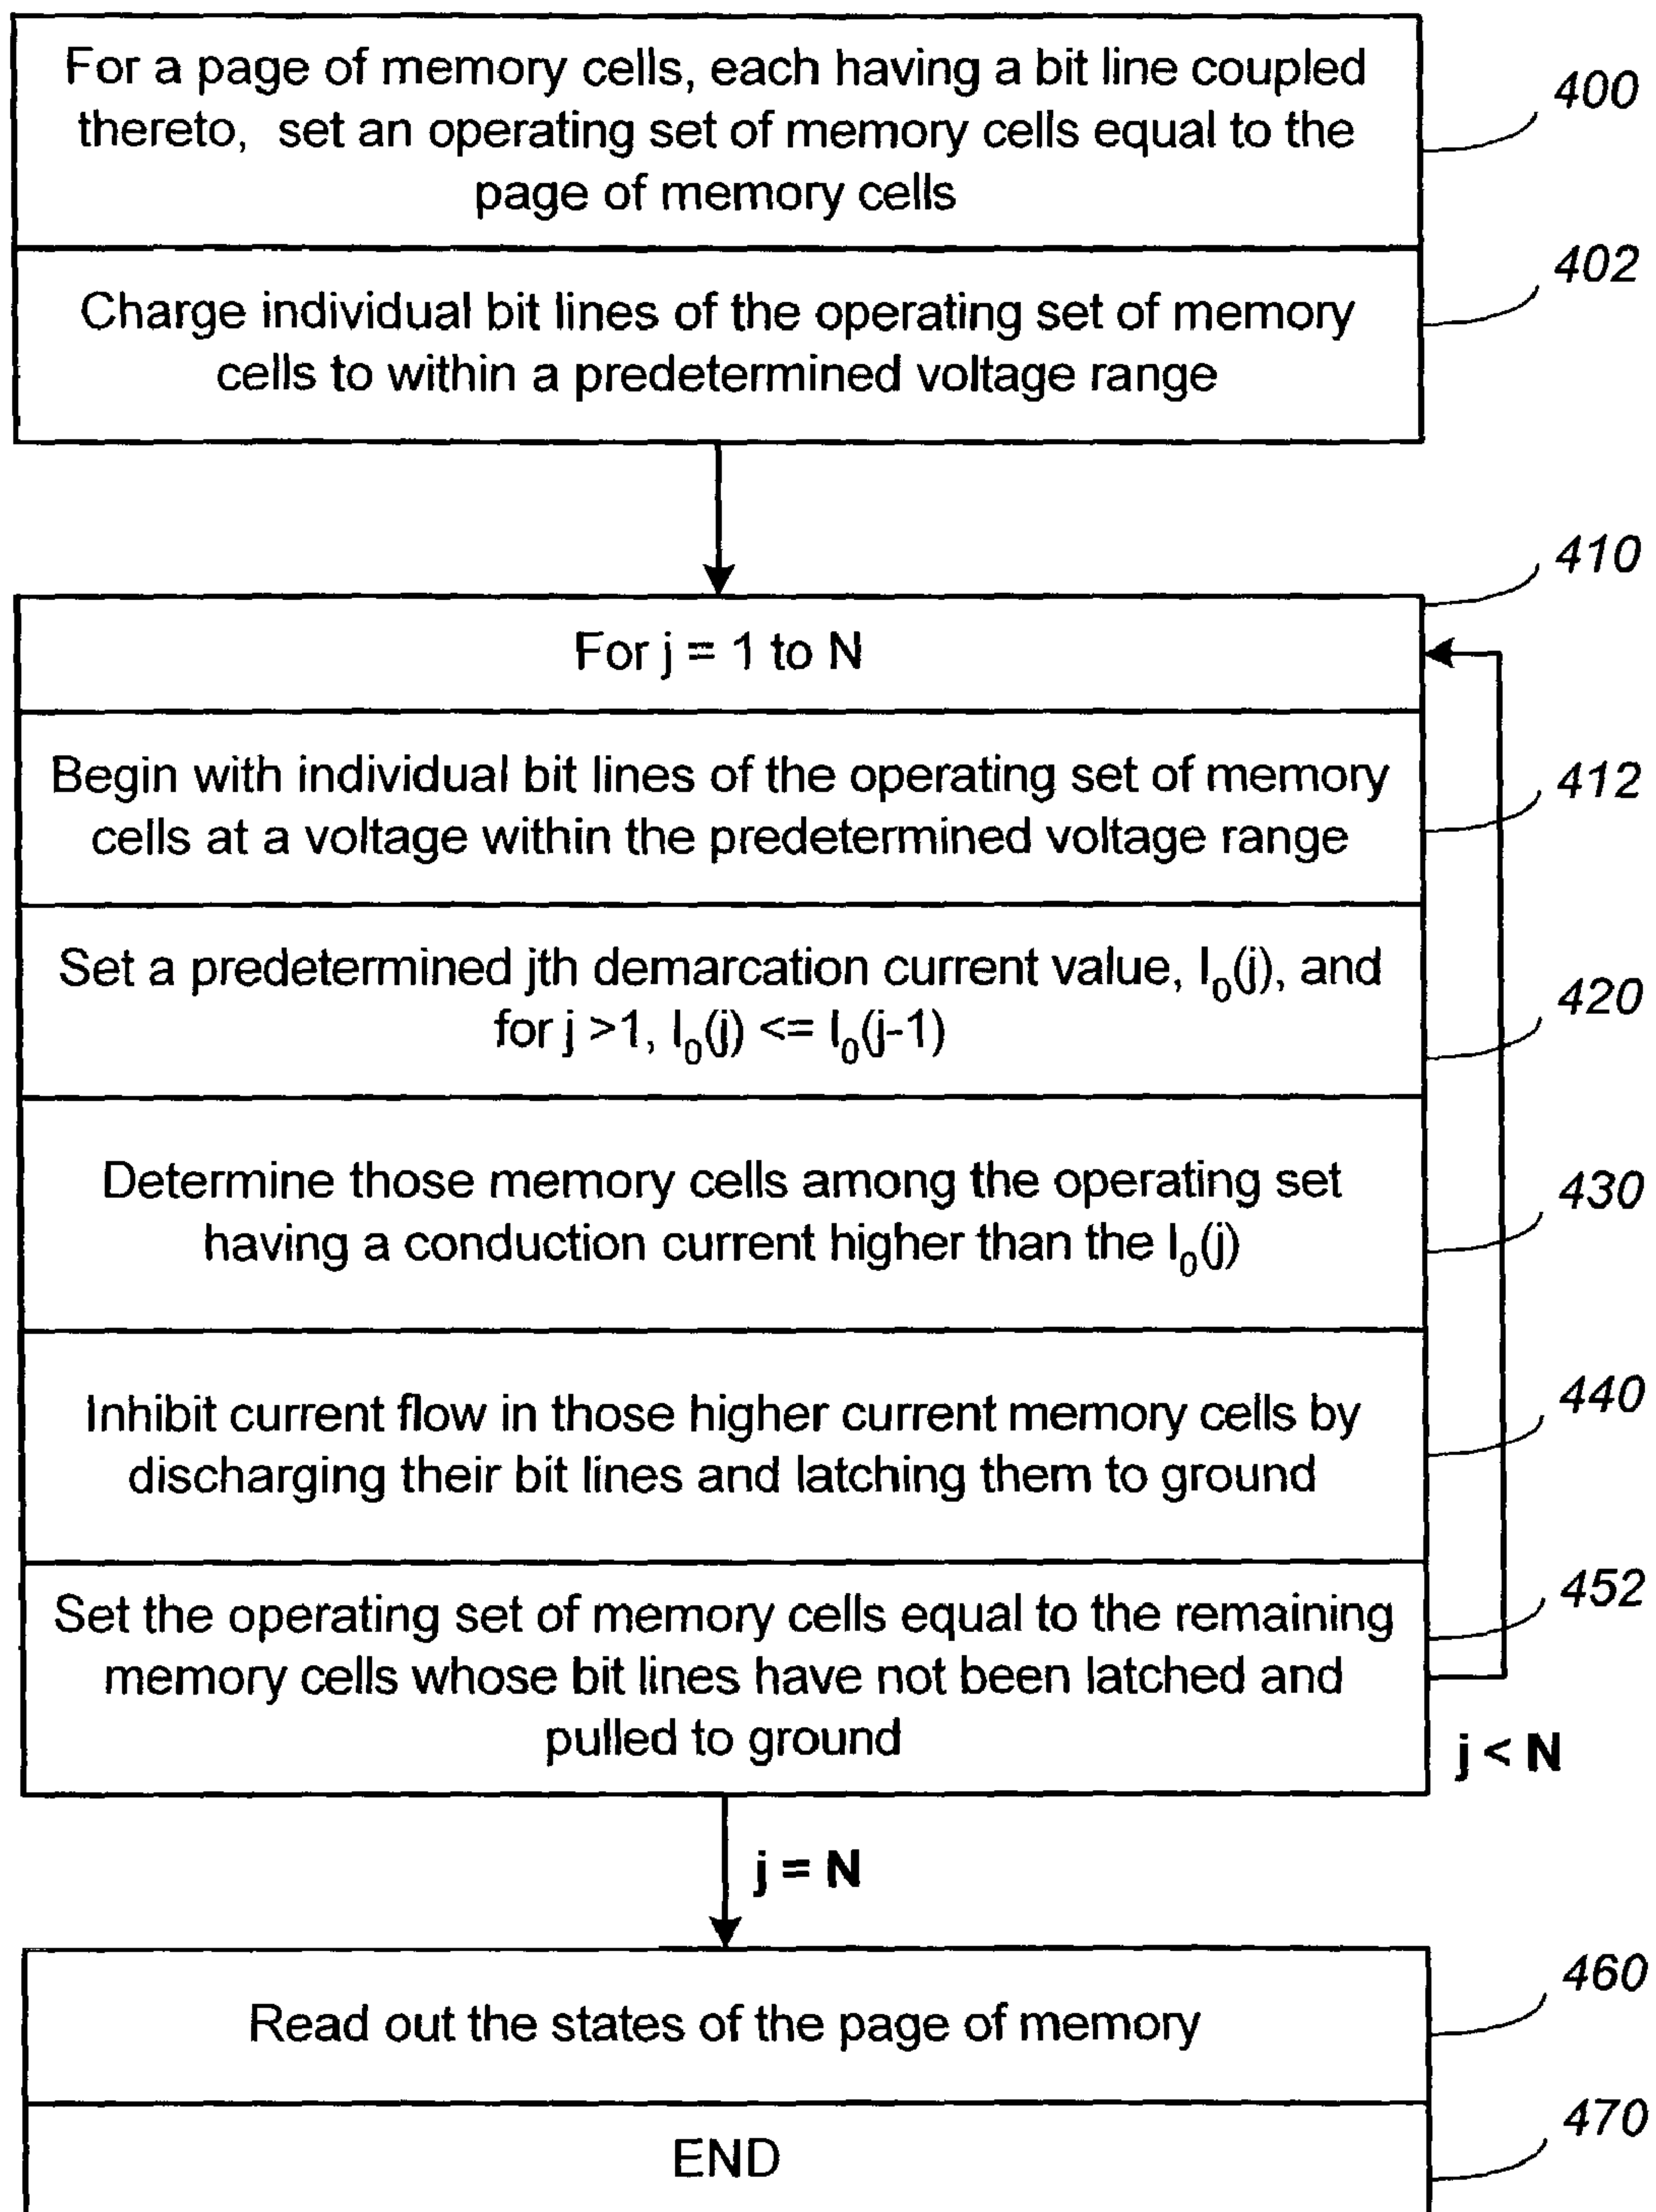 For a page of memory cells, each having a bit line coupled
thereto, set an operating set of memory cells equal to the
page of memory cells
400
Charge individual bit lines of the operating set of memory
cells to within a predetermined voltage range
402
410
For j = 1 to N
Begin with individual bit lines of the operating set of memory
cells at a voltage within the predetermined voltage range
412
Set a predetermined jth demarcation current value, I₀(j), and
for j >1, I₀(j) <= I₀(j-1)
420
Determine those memory cells among the operating set
having a conduction current higher than the I₀(j)
430
Inhibit current flow in those higher current memory cells by
discharging their bit lines and latching them to ground
440
Set the operating set of memory cells equal to the remaining
memory cells whose bit lines have not been latched and
pulled to ground
452
j < N
j = N
Read out the states of the page of memory
460
END
470